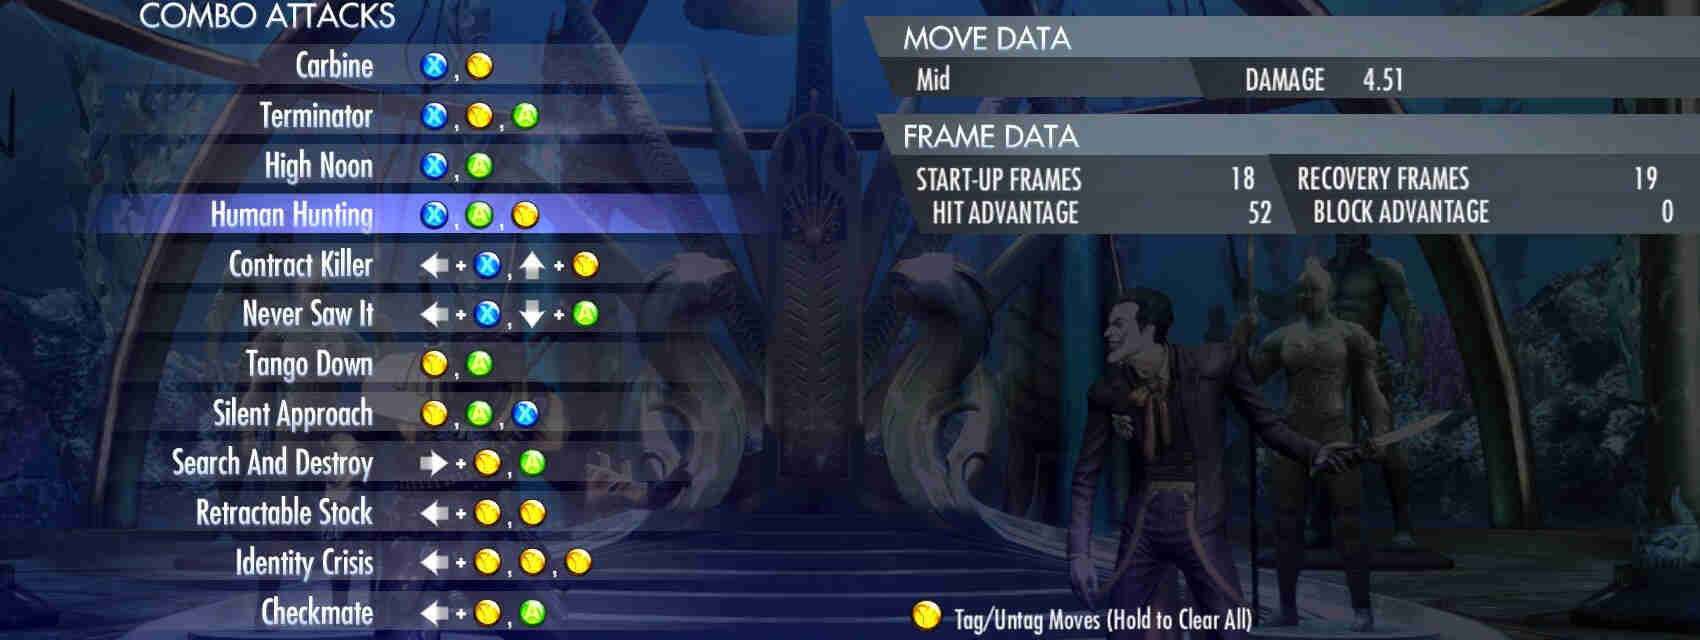 COMBO ATTACKS
Carbine X , Y
Terminator X , Y , A
High Noon X , A
Human Hunting X , A , Y
Contract Killer + X , + Y
Never Saw It + X , + A
Tango Down Y , A
Silent Approach Y , A , X
Search And Destroy + Y , A
Retractable Stock + Y , Y
Identity Crisis + Y , Y , Y
Checkmate + Y , A
MOVE DATA
Mid DAMAGE 4.51
FRAME DATA
START-UP FRAMES 18 RECOVERY FRAMES 19
HIT ADVANTAGE 52 BLOCK ADVANTAGE 0
Y Tag/Untag Moves (Hold to Clear All)